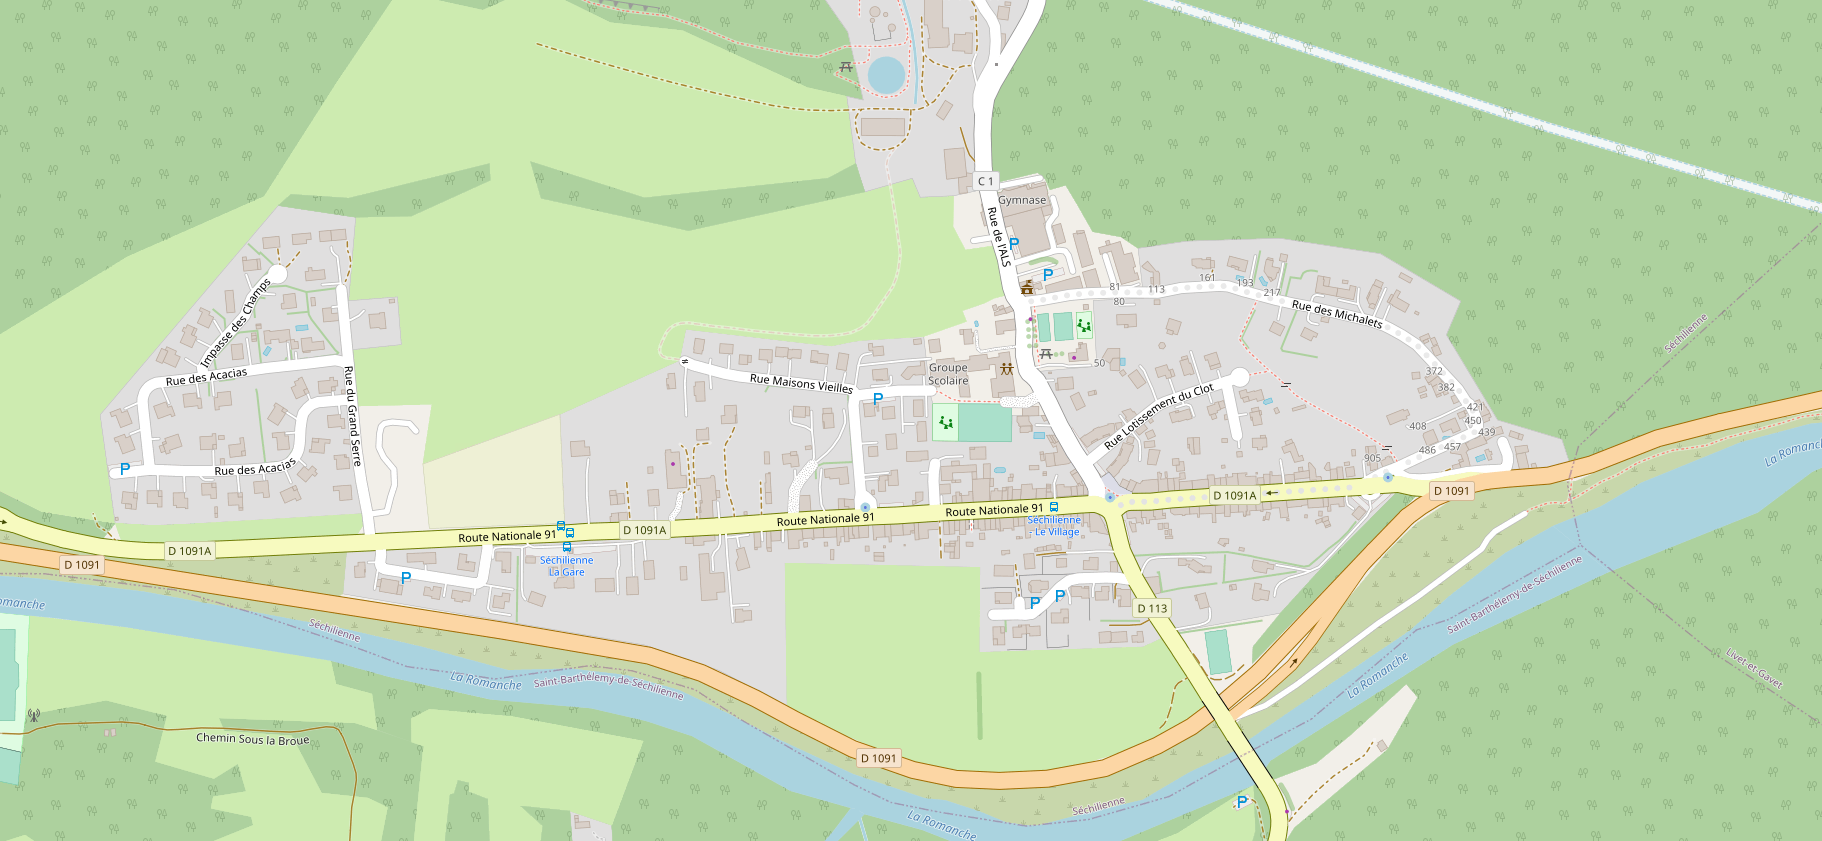 C 1
Gymnase
P
Rue de l'ALS
P
161
193
81
113
217
80
Rue des Michalets
Impasse des Champs
Séchilienne
Rue des Acacias
Rue Maisons Vieilles
Groupe
Scolaire
50
372
382
Rue du Grand Serre
P
Rue Lotissement du Clot
421
450
408
439
457
486
905
La Romanche
P
Rue des Acacias
D 1091
D 1091A
Route Nationale 91
Route Nationale 91
Séchilienne
- Le Village
D 1091A
Route Nationale 91
D 1091A
Séchilienne
La Gare
D 1091
P
P
P
D 113
omanche
Séchilienne
La Romanche
Saint-Barthélemy-de-Séchilienne
Saint-Barthélemy-de-Séchilienne
La Romanche
Livet-et-Gavet
Chemin Sous la Broue
D 1091
P
Séchilienne
La Romanche